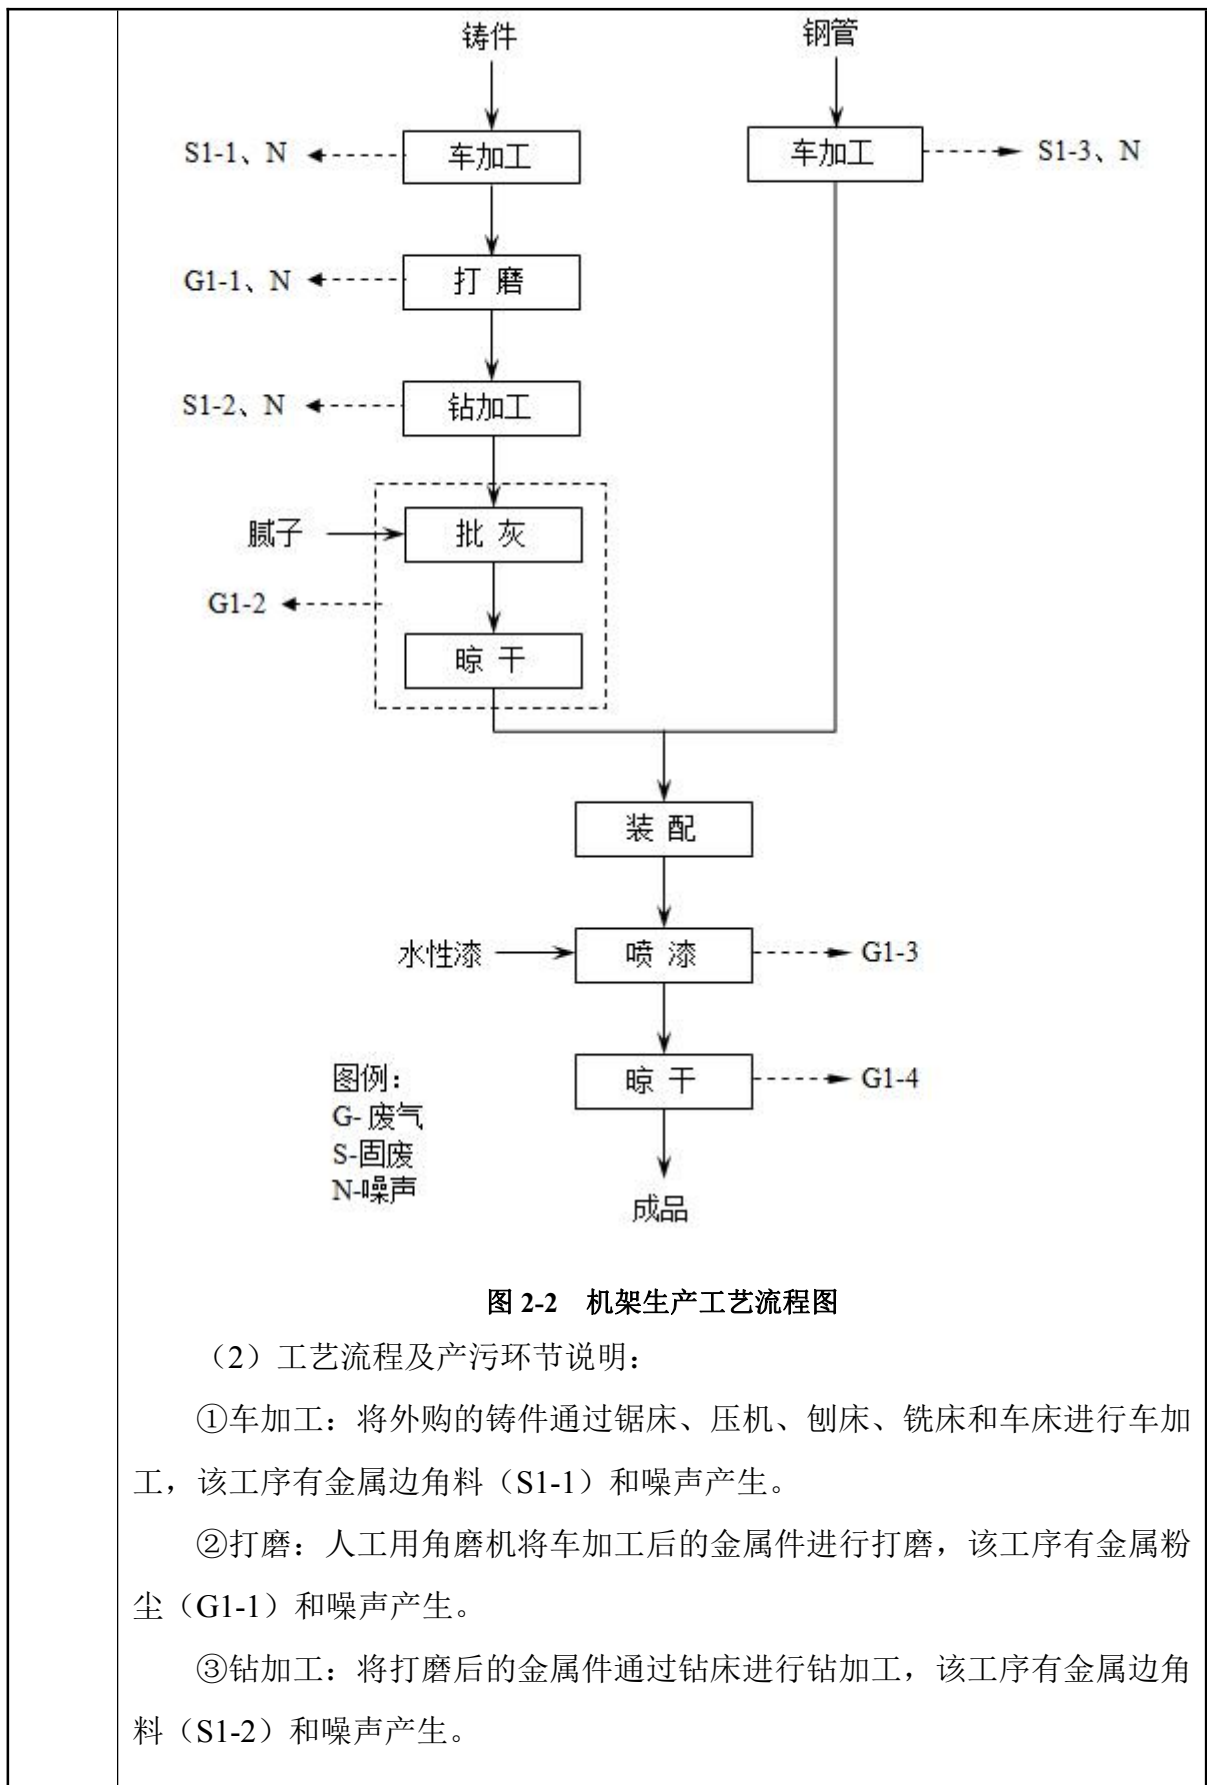 铸件
钢管
S1-1、N
车加工
车加工
S1-3、N
G1-1、N
打 磨
S1-2、N
钻加工
腻子
批 灰
G1-2
晾 干
装 配
水性漆
喷 漆
G1-3
晾 干
G1-4
图例：
G- 废气
S-固废
N-噪声
成品
图 2-2 机架生产工艺流程图
（2）工艺流程及产污环节说明：
①车加工：将外购的铸件通过锯床、压机、刨床、铣床和车床进行车加
工，该工序有金属边角料（S1-1）和噪声产生。
②打磨：人工用角磨机将车加工后的金属件进行打磨，该工序有金属粉
尘（G1-1）和噪声产生。
③钻加工：将打磨后的金属件通过钻床进行钻加工，该工序有金属边角
料（S1-2）和噪声产生。